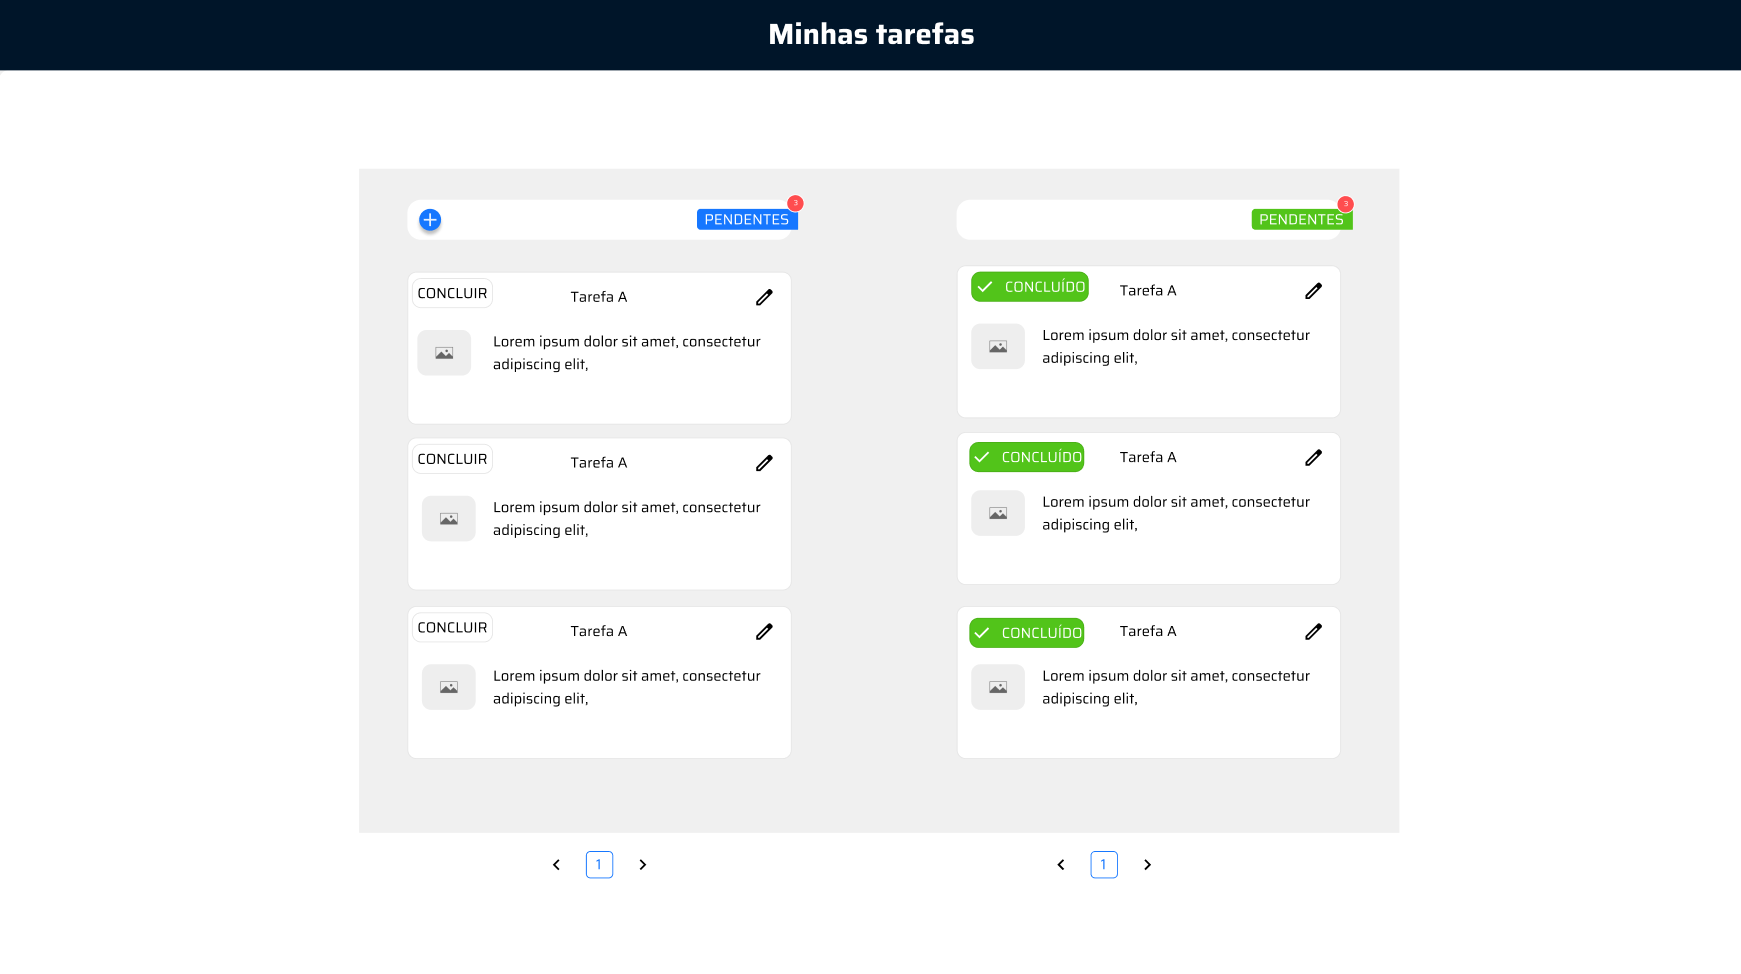 Minhas tarefas
PENDENTES
3
CONCLUIR
Tarefa A
Lorem ipsum dolor sit amet, consectetur
adipiscing elit,
CONCLUIR
Tarefa A
Lorem ipsum dolor sit amet, consectetur
adipiscing elit,
CONCLUIR
Tarefa A
Lorem ipsum dolor sit amet, consectetur
adipiscing elit,
1
PENDENTES
3
CONCLUÍDO
Tarefa A
Lorem ipsum dolor sit amet, consectetur
adipiscing elit,
CONCLUÍDO
Tarefa A
Lorem ipsum dolor sit amet, consectetur
adipiscing elit,
CONCLUÍDO
Tarefa A
Lorem ipsum dolor sit amet, consectetur
adipiscing elit,
1